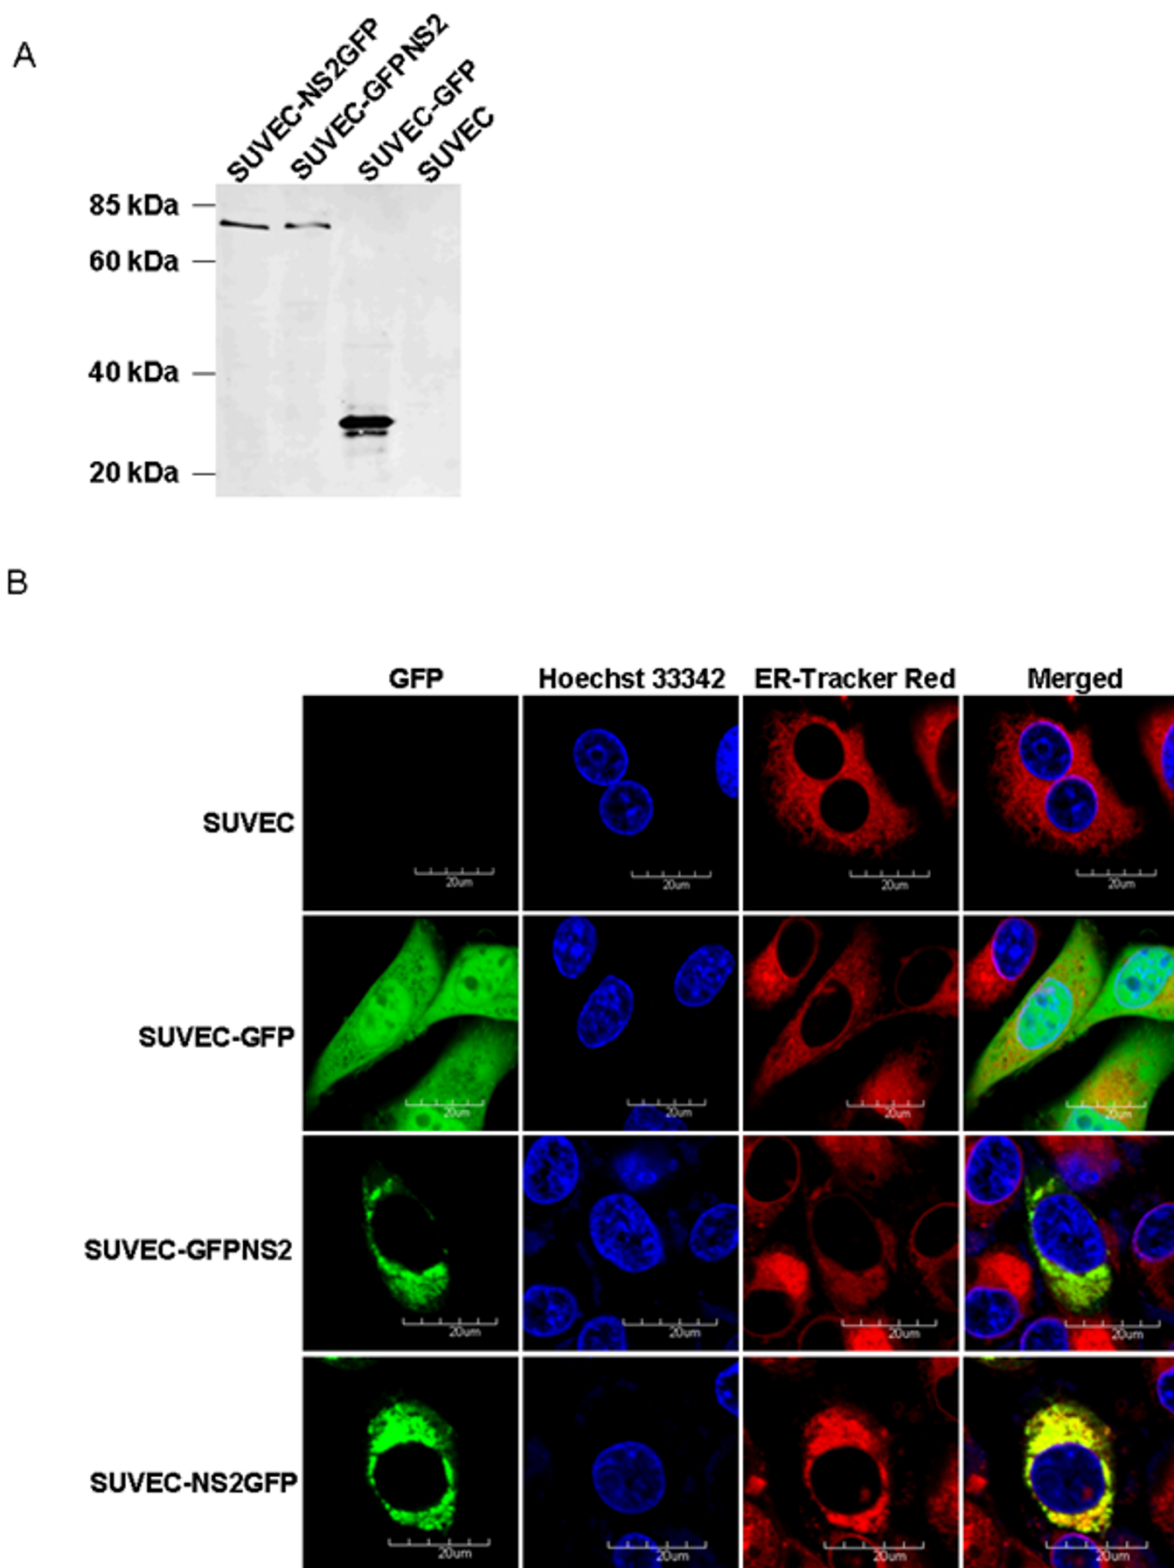 A
SUVEC-NS2GFP
SUVEC-GFPNS2
SUVEC-GFP
SUVEC
85 kDa
60 kDa
40 kDa
20 kDa
B
GFP Hoechst 33342 ER-Tracker Red Merged
SUVEC
20um 20um 20um 20um
SUVEC-GFP
20um 20um 20um 20um
SUVEC-GFPNS2
20um 20um 20um 20um
SUVEC-NS2GFP
20um 20um 20um 20um